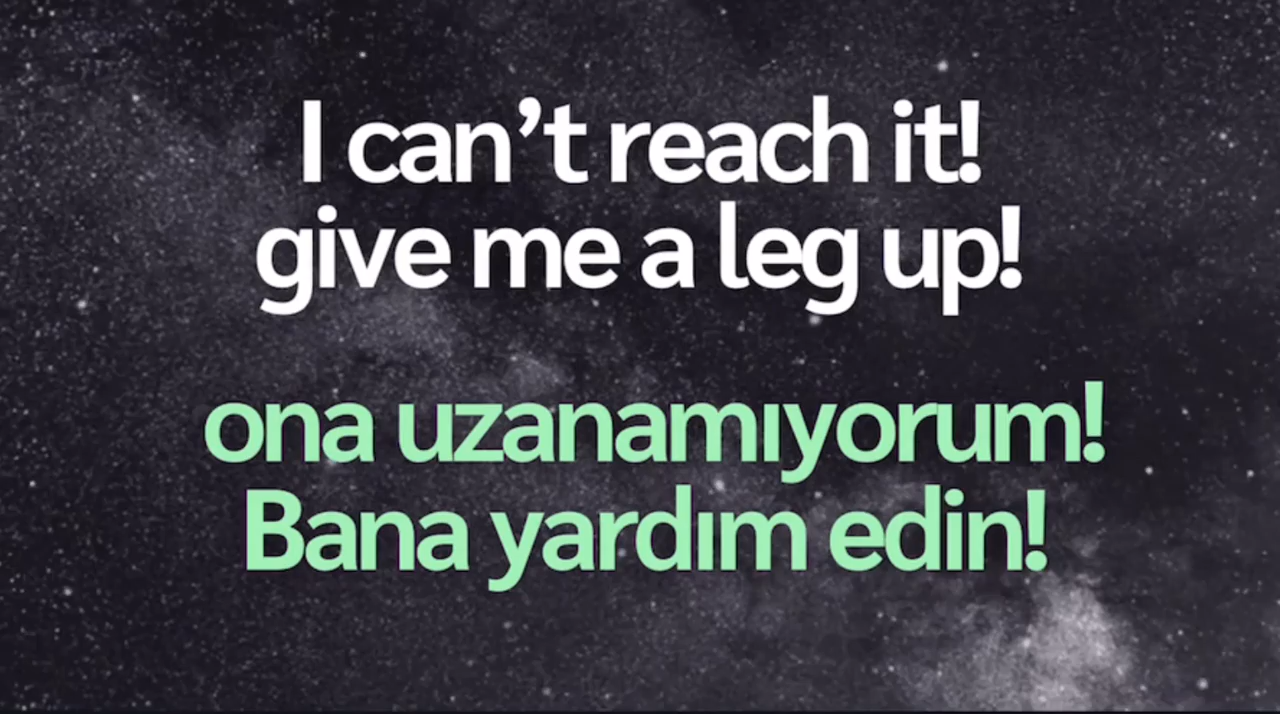 I can’t reach it!
give me a leg up!
ona uzanamıyorum!
Bana yardım edin!